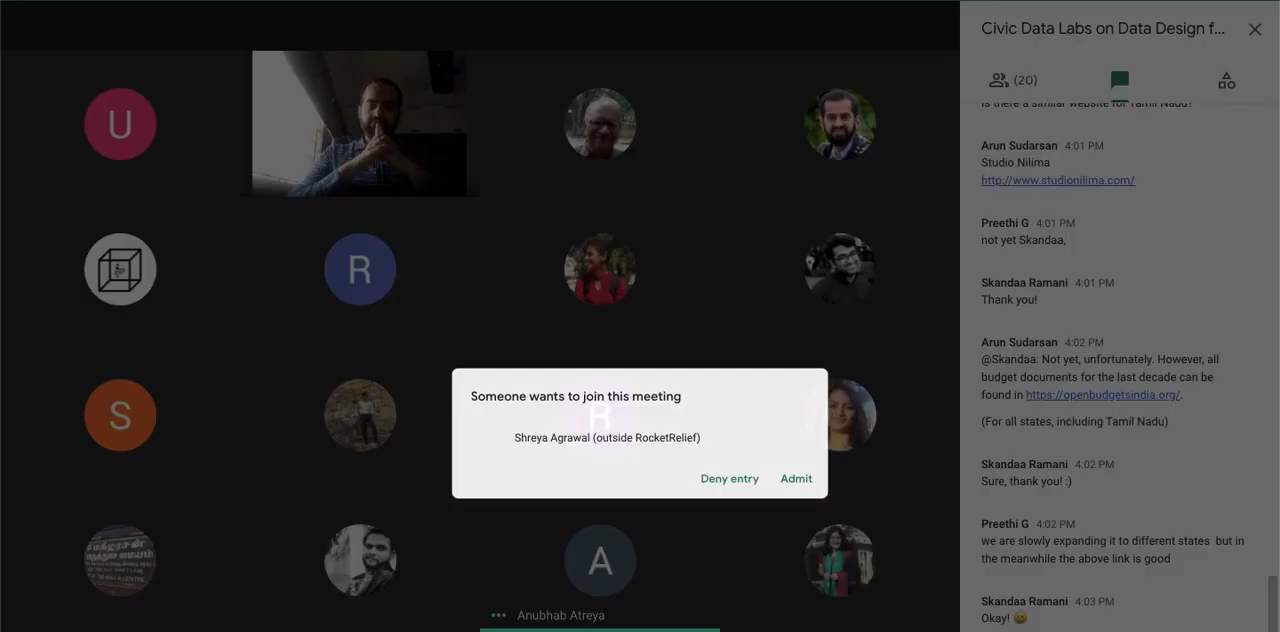 Civic Data Labs on Data Design f...
(20)
Is there a similar website for Tamil Nadu?
Arun Sudarsan 4:01 PM
Studio Nilima
http://www.studionilima.com/
Preethi G 4:01 PM
not yet Skandaa,
Skandaa Ramani 4:01 PM
Thank you!
Arun Sudarsan 4:02 PM
@Skandaa: Not yet, unfortunately. However, all
budget documents for the last decade can be
found in https://openbudgetsindia.org/.
(For all states, including Tamil Nadu)
Skandaa Ramani 4:02 PM
Sure, thank you! :)
Preethi G 4:02 PM
we are slowly expanding it to different states but in
the meanwhile the above link is good
Skandaa Ramani 4:03 PM
Okay! 😀
U
R
S
R
A
Someone wants to join this meeting
Shreya Agrawal (outside RocketRelief)
Deny entry Admit
Anubhab Atreya